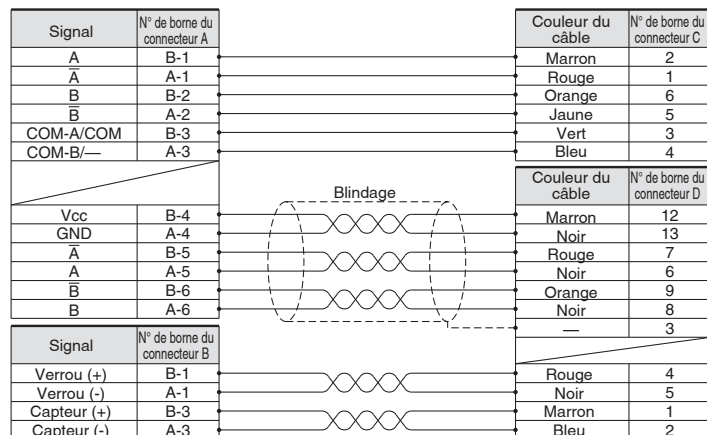 Signal N° de borne du connecteur A
A B-1
A̅ A-1
B B-2
B̅ A-2
COM-A/COM B-3
COM-B/— A-3
Couleur du câble N° de borne du connecteur C
Marron 2
Rouge 1
Orange 6
Jaune 5
Vert 3
Bleu 4
Blindage
Vcc B-4
GND A-4
A̅ B-5
A A-5
B̅ B-6
B A-6
Couleur du câble N° de borne du connecteur D
Marron 12
Noir 13
Rouge 7
Noir 6
Orange 9
Noir 8
— 3
Signal N° de borne du connecteur B
Verrou (+) B-1
Verrou (-) A-1
Capteur (+) B-3
Capteur (-) A-3
Rouge 4
Noir 5
Marron 1
Bleu 2